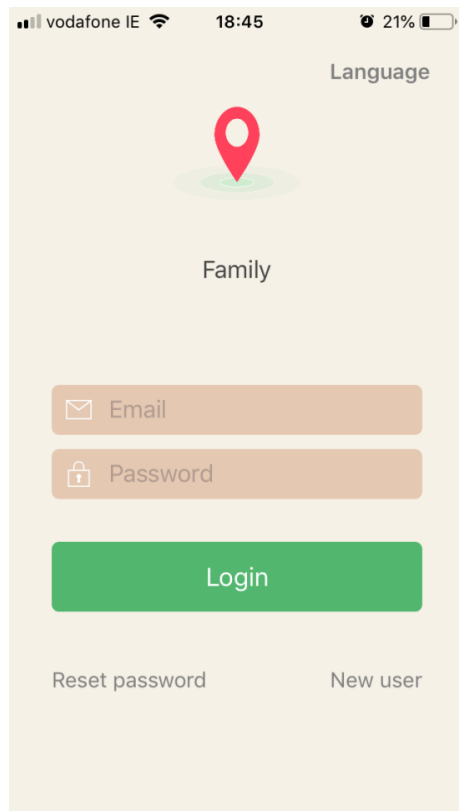 vodafone IE 18:45 21%
Language
Family
Email
Password
Login
Reset password New user